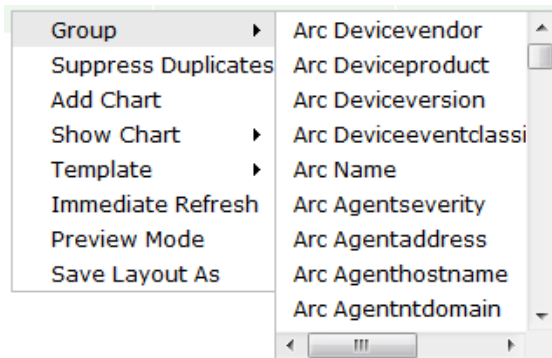 Group
Suppress Duplicates
Add Chart
Show Chart
Template
Immediate Refresh
Preview Mode
Save Layout As
Arc Devicevendor
Arc Deviceproduct
Arc Deviceversion
Arc Deviceeventclassi
Arc Name
Arc Agentseverity
Arc Agentaddress
Arc Agenthostname
Arc Agentntdomain